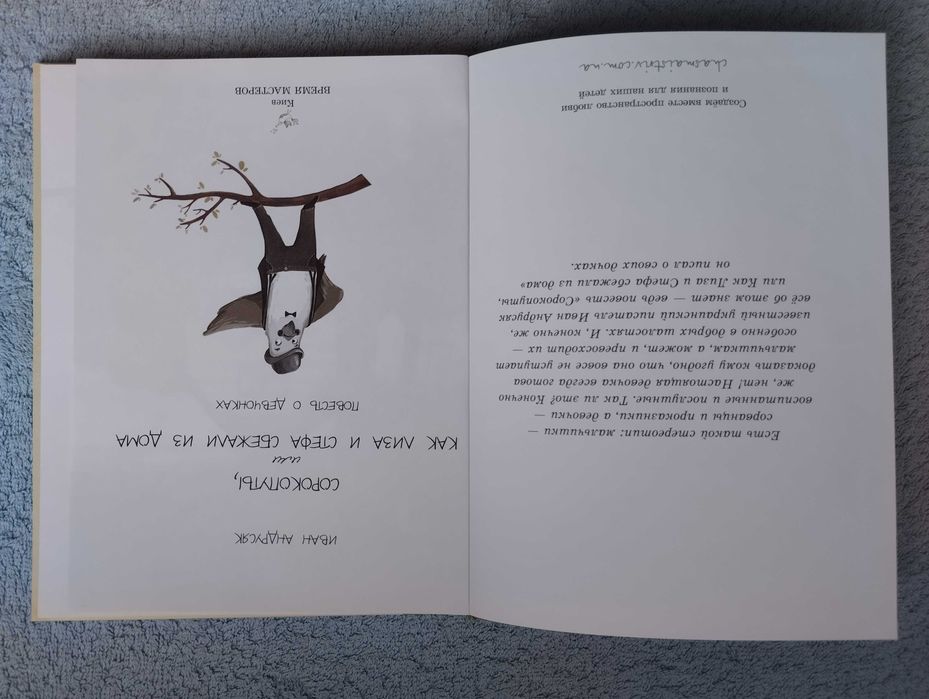 Есть такой стереотип: мальчишки —
сорванцы и проказники, а девочки —
воспитанные и послушные. Так ли это? Конечно
же, нет! Настоящая девочка всегда готова
доказать кому угодно, что она вовсе не уступает
мальчишкам, а может, и превосходит их —
особенно в добрых шалостях. И, конечно же,
известный украинский писатель Иван Андрусяк
всё об этом знает — ведь повесть «Сорокопуты,
или Как Лиза и Стефа сбежали из дома»
он писал о своих дочках.
Создаём вместе пространство любви
и познания для наших детей
chasmaistriv.com.ua
ИВАН АНДРУСЯК
СОРОКОПУТЫ,
или
КАК ЛИЗА И СТЕФА СБЕЖАЛИ ИЗ ДОМА
ПОВЕСТЬ О ДЕВЧОНКАХ
Киев
ВРЕМЯ МАСТЕРОВ